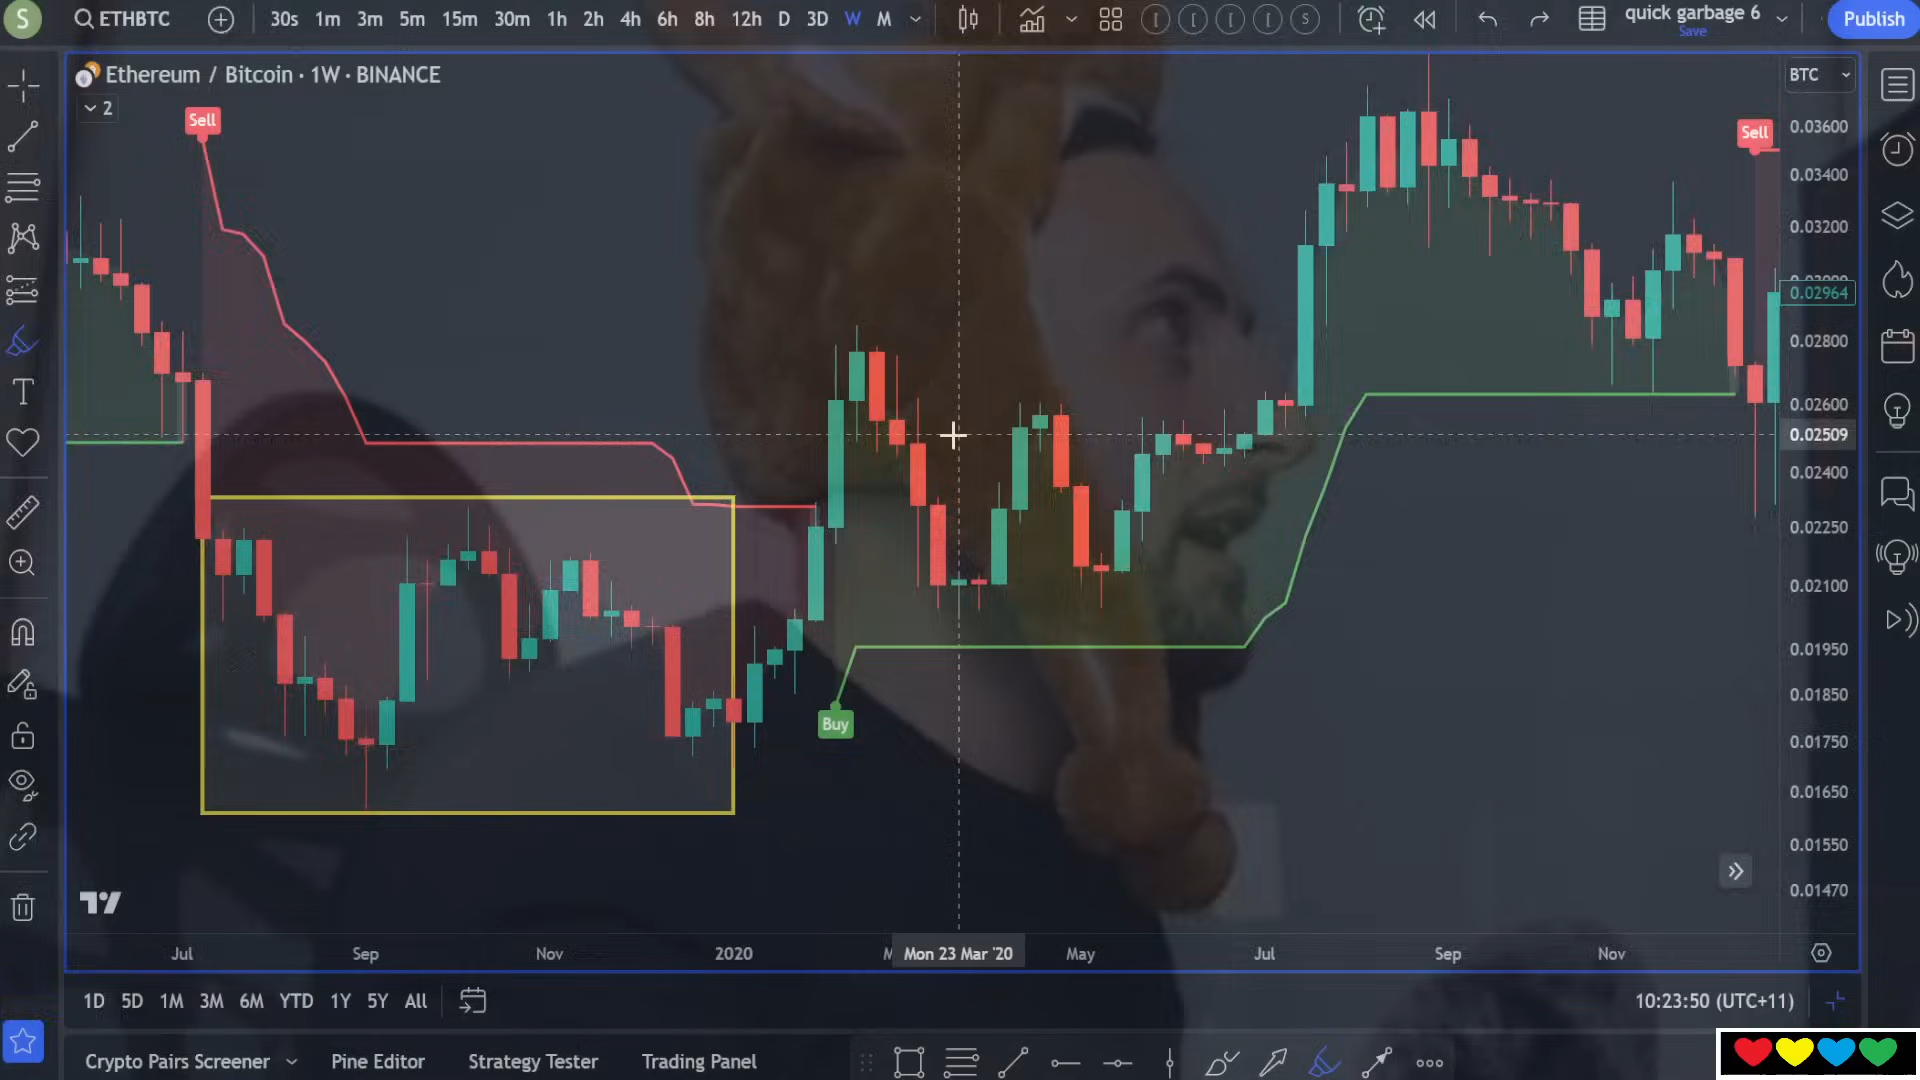 S
ETHBTC
30s 1m 3m 5m 15m 30m 1h 2h 4h 6h 8h 12h D 3D W M
S
quick garbage 6
Save
Publish
Ethereum / Bitcoin · 1W · BINANCE
BTC
2
Sell
Sell
Buy
0.03600
0.03400
0.03200
0.02964
0.02800
0.02600
0.02509
0.02400
0.02250
0.02100
0.01950
0.01850
0.01750
0.01650
0.01550
0.01470
Jul Sep Nov 2020 Mon 23 Mar '20 May Jul Sep Nov
1D 5D 1M 3M 6M YTD 1Y 5Y All
10:23:50 (UTC+11)
Crypto Pairs Screener Pine Editor Strategy Tester Trading Panel